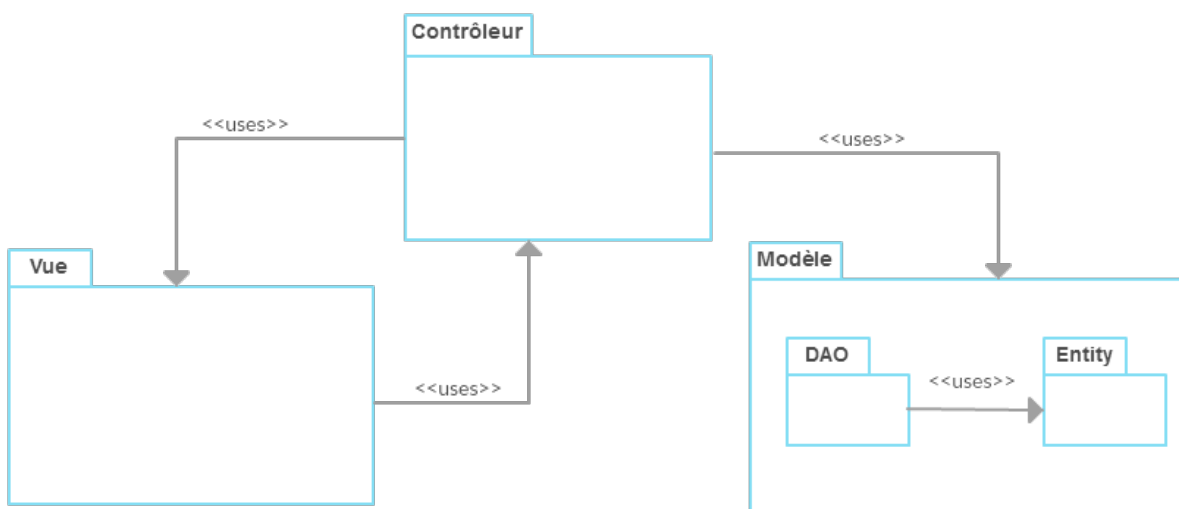 Contrôleur
<<uses>>
<<uses>>
Vue
Modèle
DAO
Entity
<<uses>>
<<uses>>